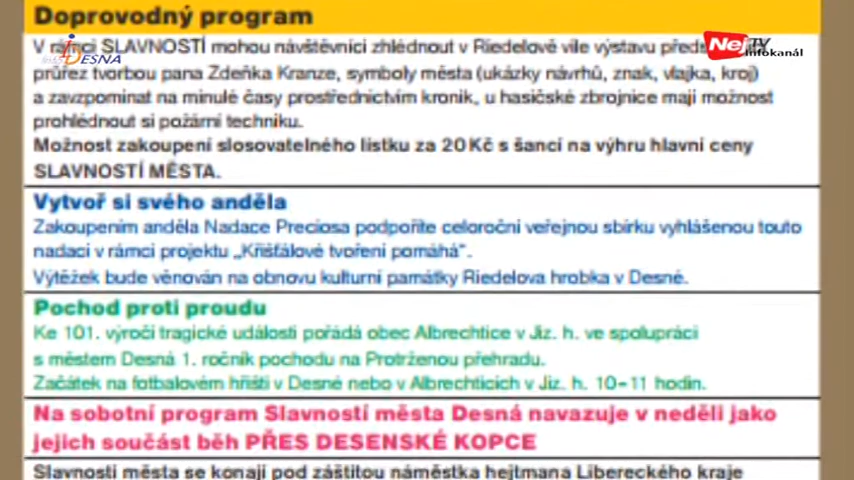 Doprovodný program
V rámci SLAVNOSTÍ mohou návštěvníci zhlédnout v Riedelově vile výstavu
průřez tvorbou pana Zdeňka Kranze, symboly města (ukázky návrhů, znak, vlajka, kroj)
a zavzpomínat na minulé časy prostřednictvím kronik, u hasičské zbrojnice mají možnost
prohlédnout si požární techniku.
Možnost zakoupení slosovatelného lístku za 20 Kč s šancí na výhru hlavní ceny
SLAVNOSTÍ MĚSTA.
Vytvoř si svého anděla
Zakoupením anděla Nadace Preciosa podpoříte celoroční veřejnou sbírku vyhlášenou touto
nadací v rámci projektu „Křišťálové tvoření pomáhá“.
Výtěžek bude věnován na obnovu kulturní památky Riedelova hrobka v Desné.
Pochod proti proudu
Ke 101. výročí tragické události pořádá obec Albrechtice v Jiz. h. ve spolupráci
s městem Desná 1. ročník pochodu na Protrženou přehradu.
Začátek na fotbalovém hřišti v Desné nebo v Albrechticích v Jiz. h. 10–11 hodin.
Na sobotní program Slavností města Desná navazuje v neděli jako
jejich součást běh PŘES DESENSKÉ KOPCE
Slavnosti města se konají pod záštitou náměstka hejtmana Libereckého kraje
DESNA
NejTV
infokanál